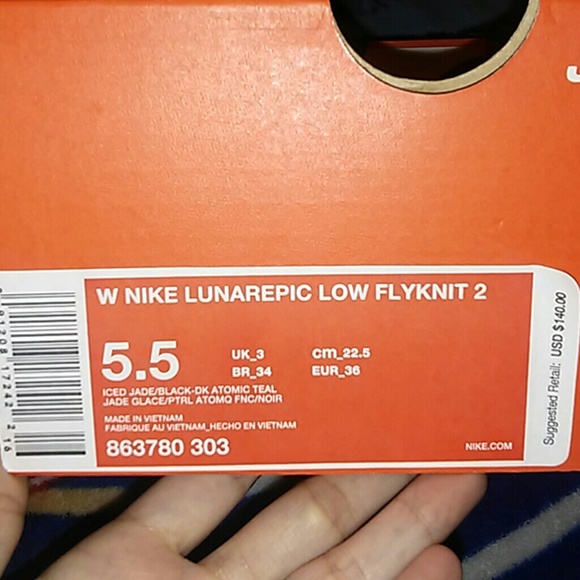 W NIKE LUNAREPIC LOW FLYKNIT 2
5.5
UK_3 cm_22.5
BR_34 EUR_36
ICED JADE/BLACK-DK ATOMIC TEAL
JADE GLACE/PTRL ATOMQ FNC/NOIR
MADE IN VIETNAM
FABRIQUE AU VIETNAM_HECHO EN VIETNAM
863780 303
NIKE.COM
Suggested Retail: USD $140.00